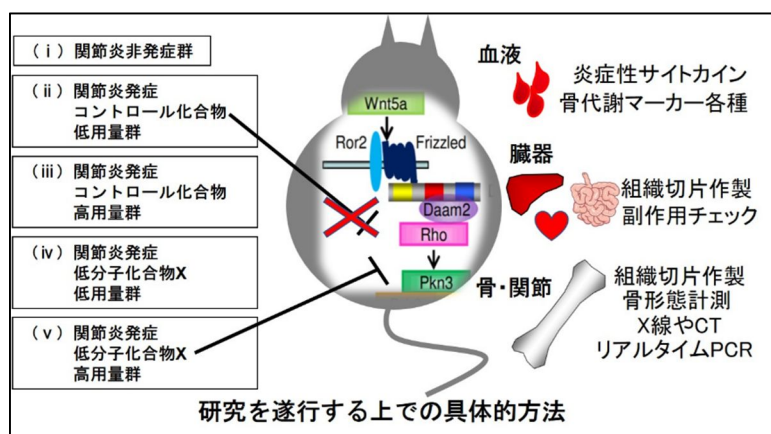 （ⅰ）関節炎非発症群
（ⅱ）関節炎発症
コントロール化合物
低用量群
（ⅲ）関節炎発症
コントロール化合物
高用量群
（ⅳ）関節炎発症
低分子化合物X
低用量群
（ⅴ）関節炎発症
低分子化合物X
高用量群
Wnt5a
Ror2
Frizzled
Daam2
Rho
Pkn3
血液
炎症性サイトカイン
骨代謝マーカー各種
臓器
組織切片作製
副作用チェック
骨・関節
組織切片作製
骨形態計測
X線やCT
リアルタイムPCR
研究を遂行する上での具体的方法